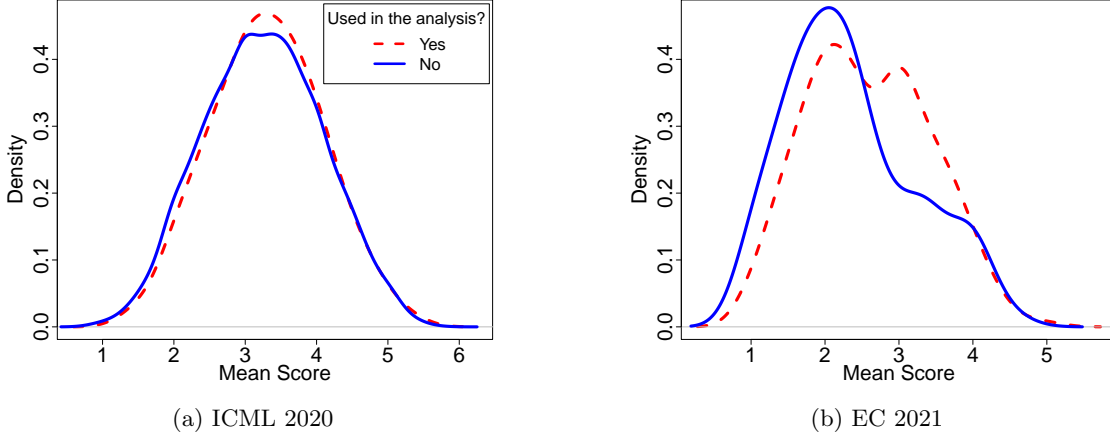 Used in the analysis?
Yes
No
Density
0.0 0.1 0.2 0.3 0.4
1 2 3 4 5 6
Mean Score
(a) ICML 2020
Density
0.0 0.1 0.2 0.3 0.4
1 2 3 4 5
Mean Score
(b) EC 2021